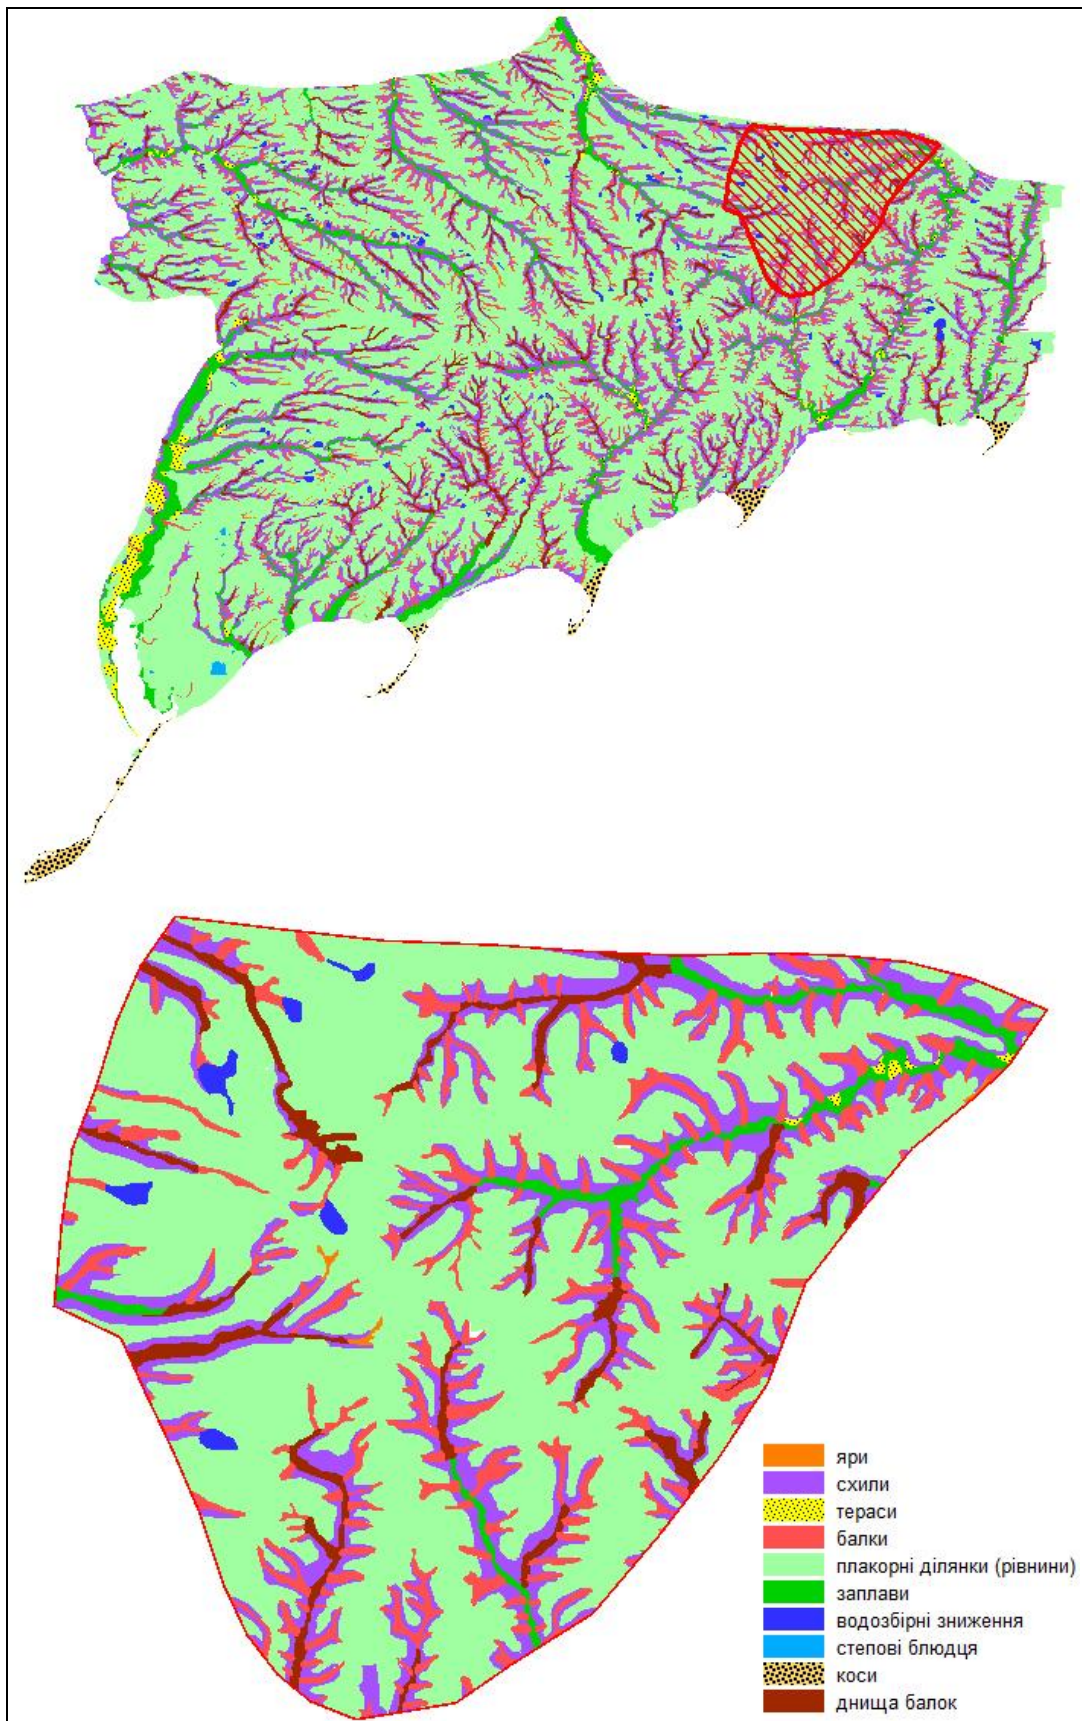 яри
схили
тераси
балки
плакорні ділянки (рівнини)
заплави
водозбірні зниження
степові блюдця
коси
днища балок